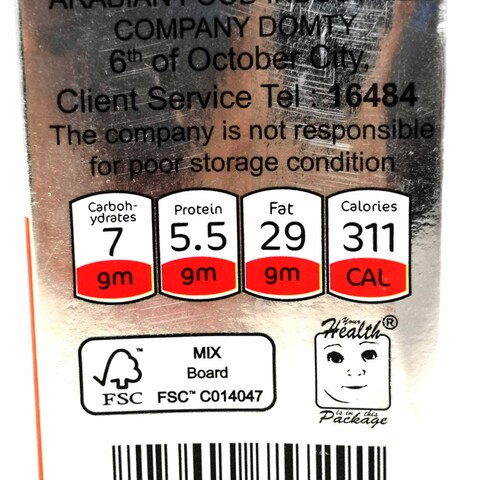 ARABIAN FOOD
COMPANY DOMTY
6th of October City,
Client Service Tel : 16484
The company is not responsible
for poor storage condition
Carboh-
ydrates
7
gm
Protein
5.5
gm
Fat
29
gm
Calories
311
CAL
FSC
MIX
Board
FSC™ C014047
Your
Health®
is in this
Package